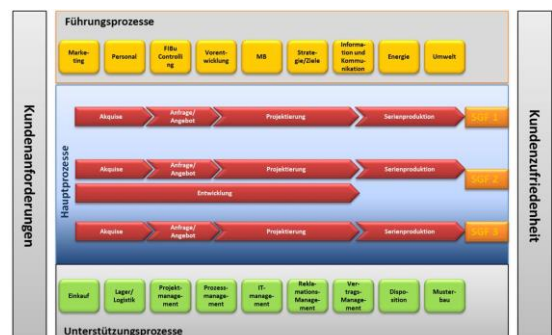 Führungsprozesse
Marke-
ting
Personal
FIBu
Controlli
ng
Vorent-
wicklung
MB
Strate-
gie/Ziele
Informa-
tion und
Kommu-
nikation
Energie
Umwelt
Kundenanforderungen
Hauptprozesse
Akquise
Anfrage/
Angebot
Projektierung
Serienproduktion
SGF 1
Akquise
Anfrage/
Angebot
Projektierung
Serienproduktion
SGF 2
Entwicklung
Akquise
Anfrage/
Angebot
Projektierung
Serienproduktion
SGF 3
Kundenzufriedenheit
Einkauf
Lager/
Logistik
Projekt-
manage-
ment
Prozess-
manage-
ment
IT-
manage-
ment
Rekla-
mations-
Manage-
ment
Ver-
trags-
Manage-
ment
Dispo-
sition
Muster-
bau
Unterstützungsprozesse